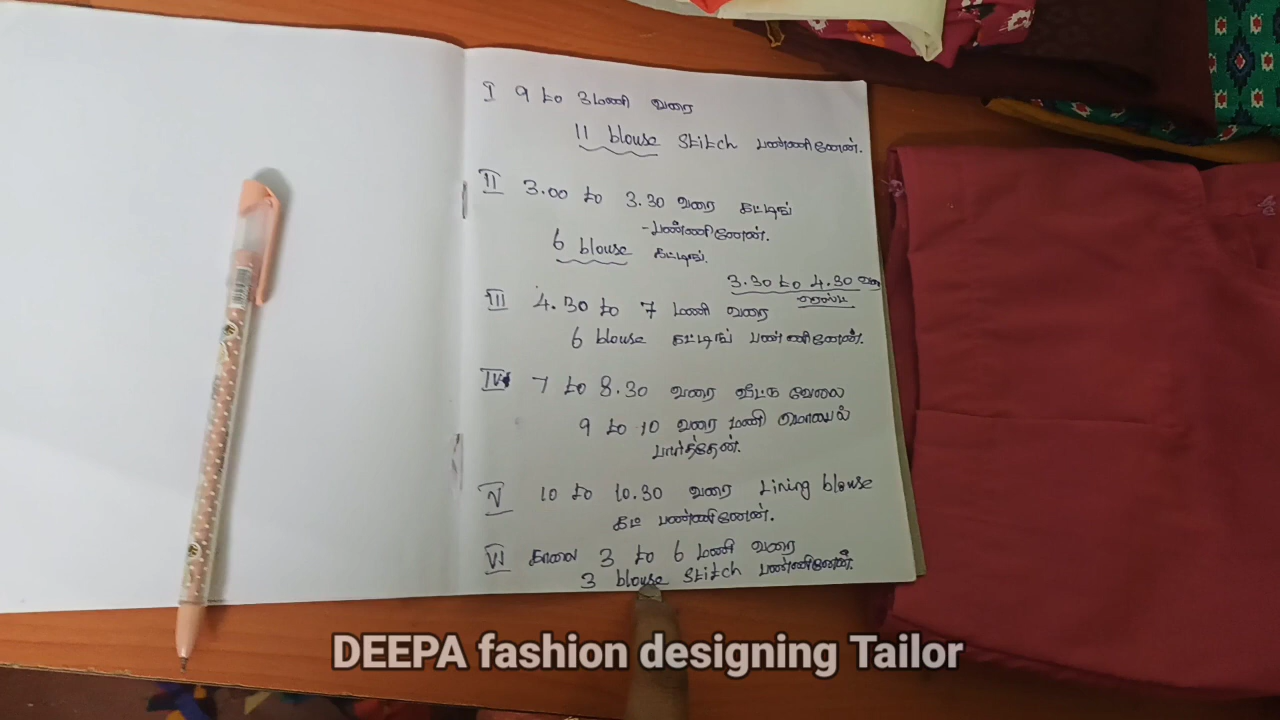 I 9 to 3மணி வரை
11 blouse Stitch பண்ணினேன்.
II 3.00 to 3.30 வரை கட்டிங்
-பண்ணினேன்.
6 blouse கட்டிங்.
3.30 to 4.30 வரை
ரெஸ்ட்
III 4.30 to 7 மணி வரை
6 blouse கட்டிங் பண்ணினேன்.
IV 7 to 8.30 வரை வீட்டு வேலை
9 to 10 வரை மணி மொபைல்
பார்த்தேன்.
V 10 to 10.30 வரை Lining blouse
கட் பண்ணினேன்.
VI காலை 3 to 6 மணி வரை
3 blouse Stitch பண்ணினேன்.
DEEPA fashion designing Tailor